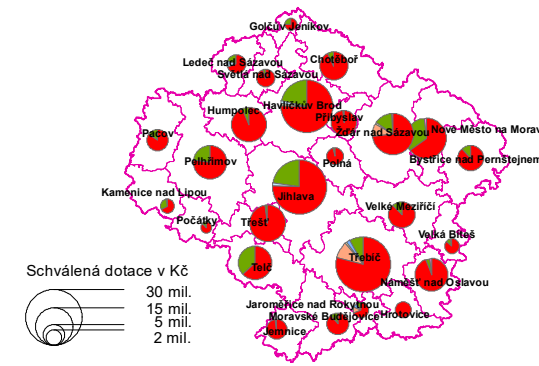 Golčův Jeníkov
Ledeč nad Sázavou
Chotěboř
Světlá nad Sázavou
Havlíčkův Brod
Humpolec
Přibyslav
Pacov
Žďár nad Sázavou
Nové Město na Morav
Pelhřimov
Polná
Bystřice nad Pernštejnem
Kamenice nad Lipou
Jihlava
Velké Meziříčí
Počátky
Třešť
Velká Bíteš
Telč
Třebíč
Náměšť nad Oslavou
Jaroměřice nad Rokytnou
Moravské Budějovice
Hrotovice
Jemnice
Schválená dotace v Kč
30 mil.
15 mil.
5 mil.
2 mil.